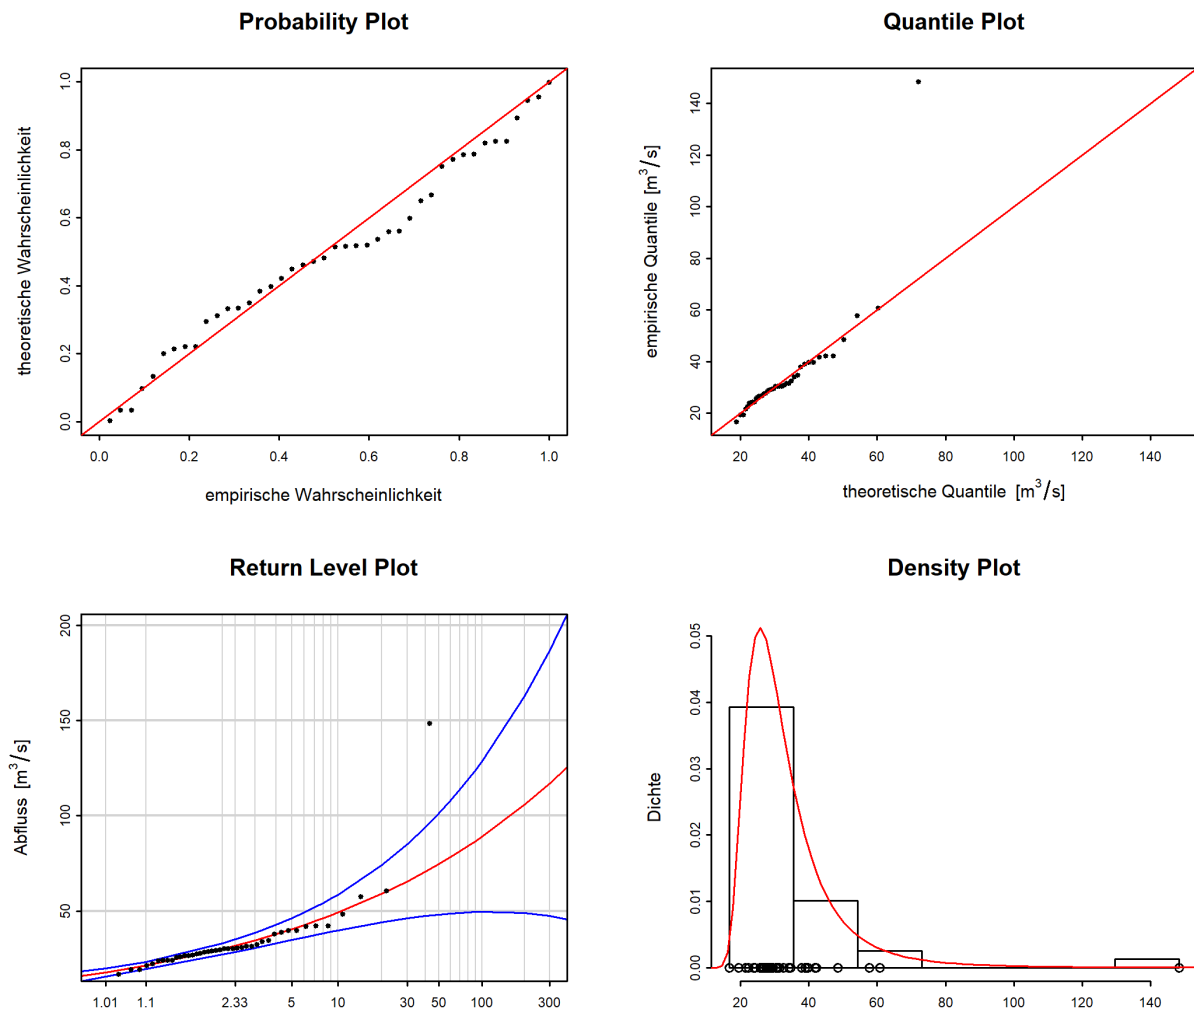 Probability Plot
theoretische Wahrscheinlichkeit
0.0 0.2 0.4 0.6 0.8 1.0
0.0 0.2 0.4 0.6 0.8 1.0
empirische Wahrscheinlichkeit
Quantile Plot
empirische Quantile [m³/s]
20 40 60 80 100 120 140
20 40 60 80 100 120 140
theoretische Quantile [m³/s]
Return Level Plot
Abfluss [m³/s]
50 100 150 200
1.01 1.1 2.33 5 10 30 50 100 300
Density Plot
Dichte
0.00 0.01 0.02 0.03 0.04 0.05
20 40 60 80 100 120 140